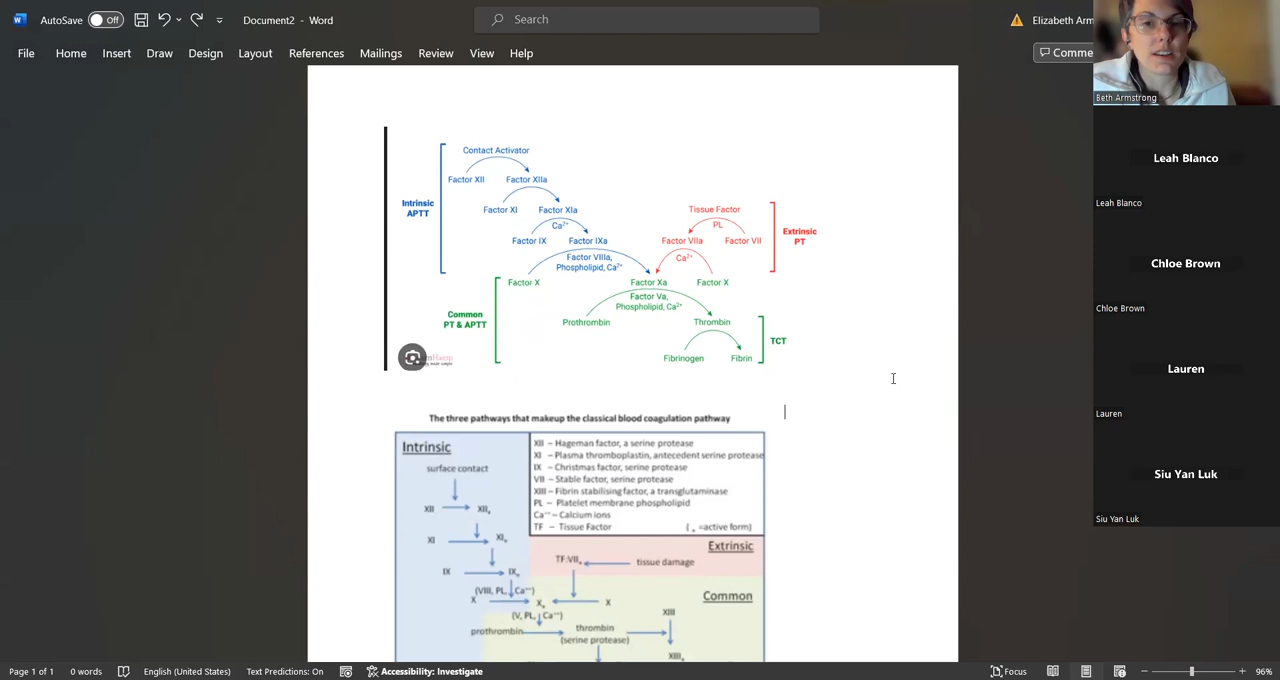 AutoSave Off Document2 - Word Search Elizabeth Arm
File Home Insert Draw Design Layout References Mailings Review View Help Comme
Beth Armstrong
Leah Blanco
Leah Blanco
Chloe Brown
Chloe Brown
Lauren
Lauren
Siu Yan Luk
Siu Yan Luk
Contact Activator
Factor XII Factor XIIa
Intrinsic
APTT
Factor XI Factor XIa
Ca²⁺
Factor IX Factor IXa
Factor VIIIa,
Phospholipid, Ca²⁺
Tissue Factor
PL
Factor VIIa Factor VII
Extrinsic
PT
Ca²⁺
Factor X Factor Xa Factor X
Factor Va,
Phospholipid, Ca²⁺
Common
PT & APTT
Prothrombin Thrombin
TCT
Fibrinogen Fibrin
The three pathways that makeup the classical blood coagulation pathway
Intrinsic
surface contact
XII XIIa
XI XIa
IX IXa
(VIII, PL, Ca⁺⁺)
X Xa X
(V, PL, Ca⁺⁺)
prothrombin thrombin
(serine protease)
XIII
XIIIa
XII – Hageman factor, a serine protease
XI – Plasma thromboplastin, antecedent serine protease
IX – Christmas factor, serine protease
VII – Stable factor, serine protease
XIII – Fibrin stabilising factor, a transglutaminase
PL – Platelet membrane phospholipid
Ca⁺⁺ – Calcium ions
TF – Tissue Factor ( a =active form)
Extrinsic
TF:VIIa tissue damage
Common
Page 1 of 1 0 words English (United States) Text Predictions: On Accessibility: Investigate Focus 96%